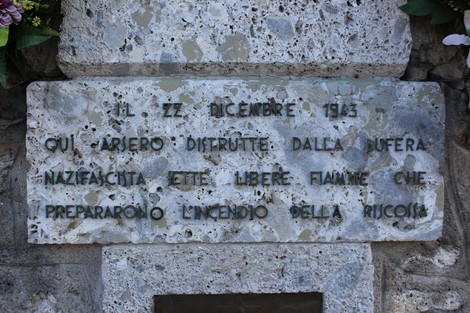 IL 22 DICEMBRE 1943
QUI ARSERO DISTRUTTE DALLA BUFERA
NAZIFASCISTA SETTE LIBERE FIAMME CHE
PREPARARONO L'INCENDIO DELLA RISCOSSA